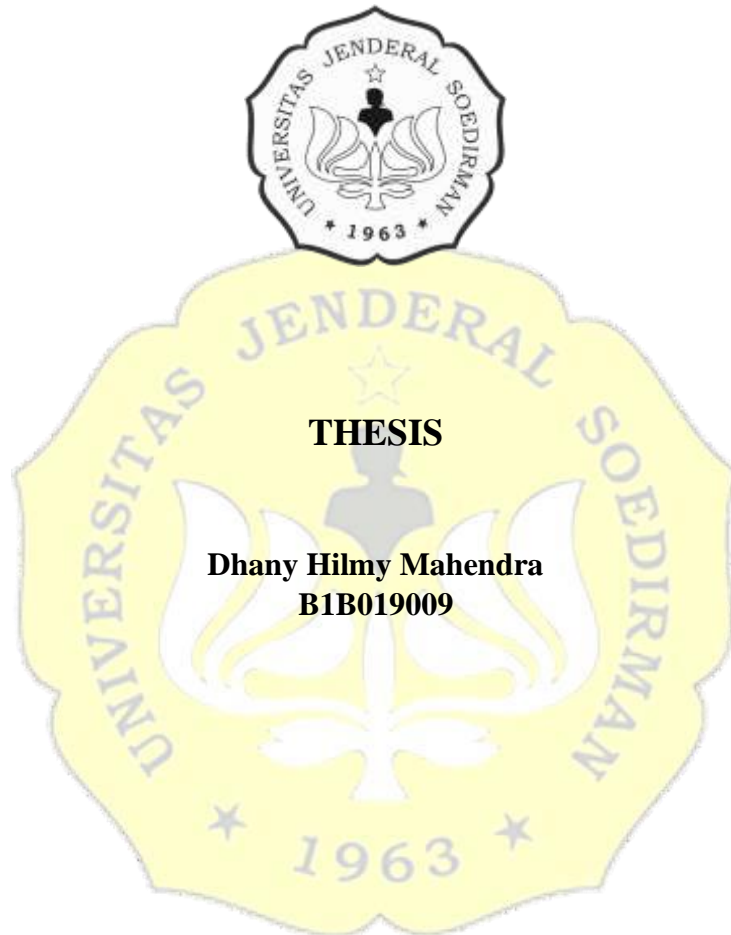 UNIVERSITAS JENDERAL SOEDIRMAN
* 1963 *
UNIVERSITAS JENDERAL SOEDIRMAN
THESIS
Dhany Hilmy Mahendra
B1B019009
* 1963 *